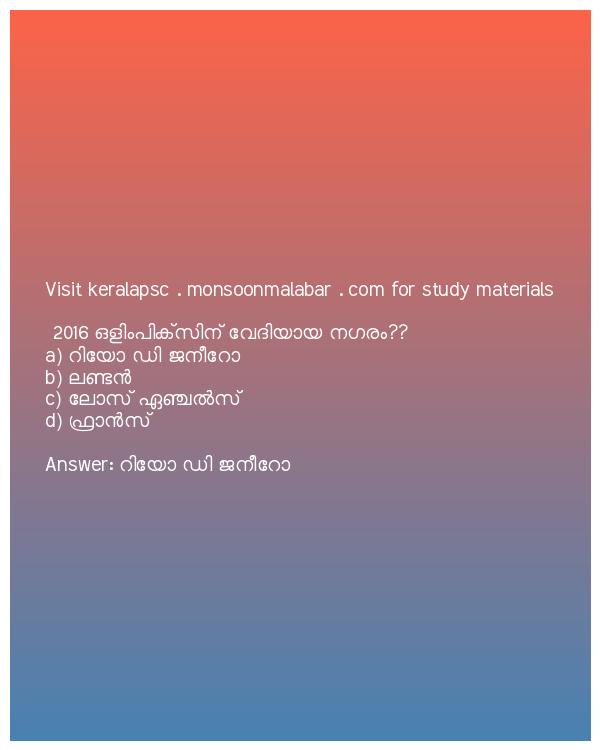 Visit keralapsc . monsoonmalabar . com for study materials
2016 ഒളിംപിക്സിന് വേദിയായ നഗരം??
a) റിയോ ഡി ജനീറോ
b) ലണ്ടൻ
c) ലോസ് ഏഞ്ചൽസ്
d) ഫ്രാൻസ്
Answer: റിയോ ഡി ജനീറോ